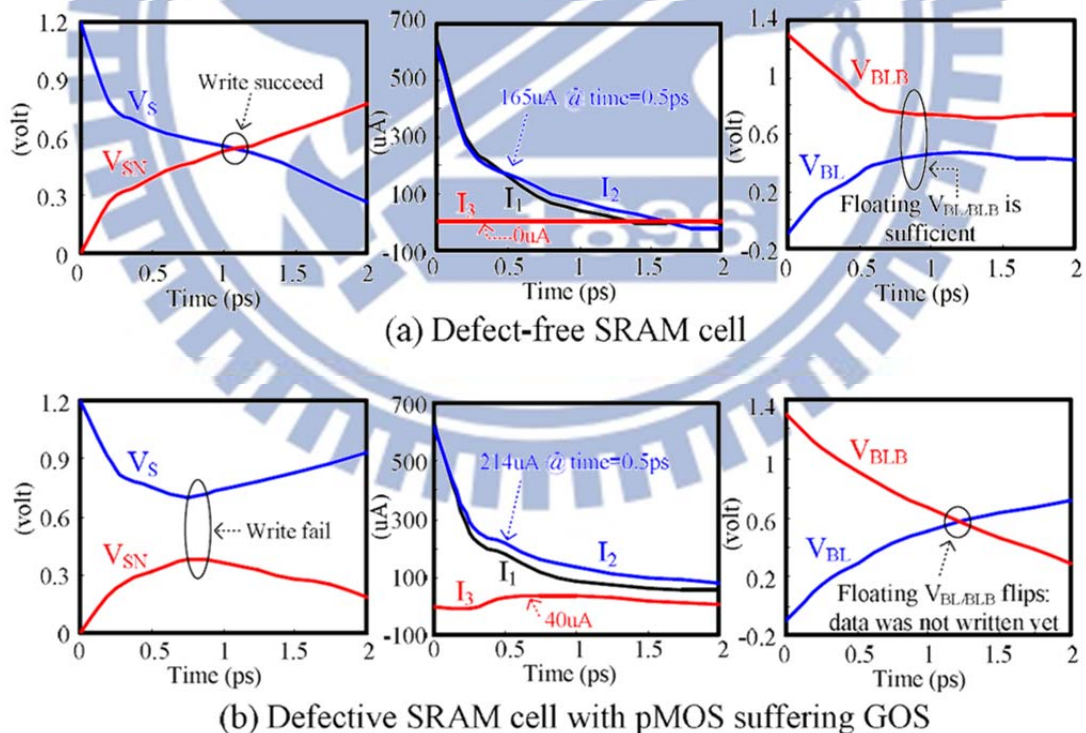 1.2
0.9
0.6
0.3
0
(volt)
VS
VSN
Write succeed
0 0.5 1 1.5 2
Time (ps)
700
500
300
100
-100
(uA)
165uA @ time=0.5ps
I3
I1
I2
0uA
1896
0 0.5 1 1.5 2
Time (ps)
1.4
1
0.6
0.2
-0.2
(volt)
VBLB
VBL
Floating VBL/BLB is
sufficient
0 0.5 1 1.5 2
Time (ps)
(a) Defect-free SRAM cell
1.2
0.9
0.6
0.3
0
(volt)
VS
VSN
Write fail
0 0.5 1 1.5 2
Time (ps)
700
500
300
100
-100
(uA)
214uA @ time=0.5ps
I2
I1
I3
40uA
0 0.5 1 1.5 2
Time (ps)
1.4
1
0.6
0.2
-0.2
(volt)
VBLB
VBL
Floating VBL/BLB flips:
data was not written yet
0 0.5 1 1.5 2
Time (ps)
(b) Defective SRAM cell with pMOS suffering GOS